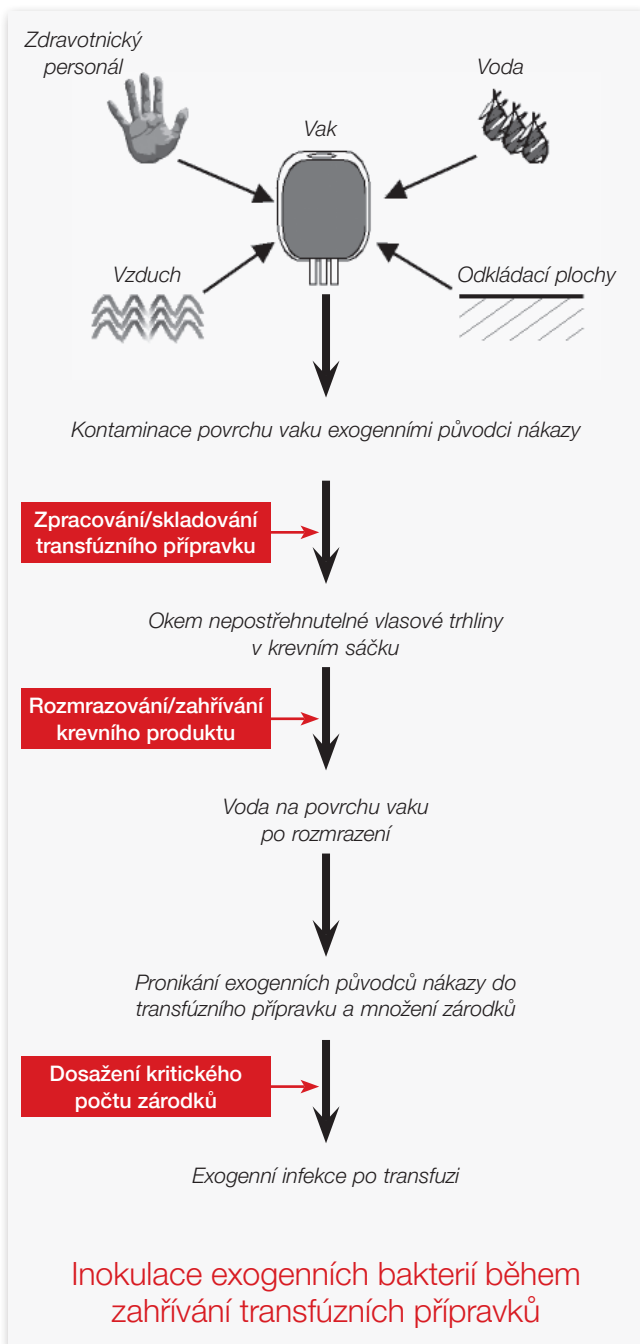 Zdravotnický
personál
Voda
Vak
Vzduch
Odkládací plochy
Kontaminace povrchu vaku exogenními původci nákazy
Zpracování/skladování
transfúzního přípravku
Okem nepostřehnutelné vlasové trhliny
v krevním sáčku
Rozmrazování/zahřívání
krevního produktu
Voda na povrchu vaku
po rozmrazení
Pronikání exogenních původců nákazy do
transfúzního přípravku a množení zárodků
Dosažení kritického
počtu zárodků
Exogenní infekce po transfuzi
Inokulace exogenních bakterií během
zahřívání transfúzních přípravků